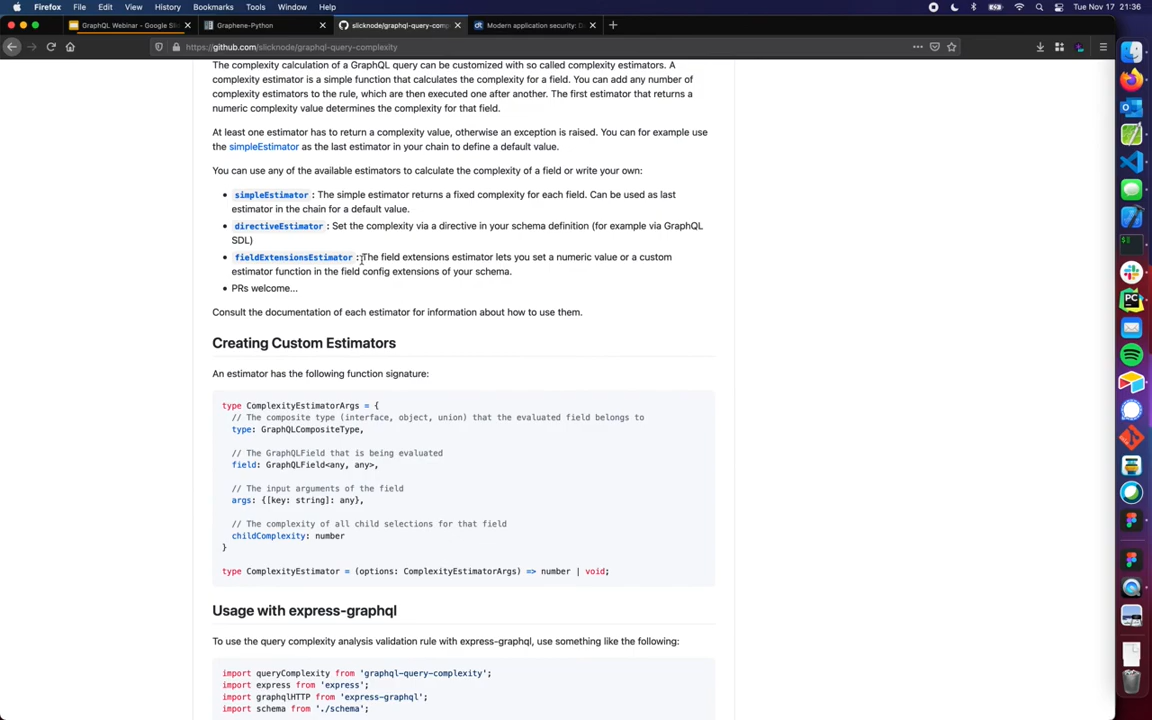 Firefox File Edit View History Bookmarks Tools Window Help Tue Nov 17 21:36
GraphQL Webinar - Google Sli
Graphene-Python
slicknode/graphql-query-com
Modern application security: D
https://github.com/slicknode/graphql-query-complexity
The complexity calculation of a GraphQL query can be customized with so called complexity estimators. A
complexity estimator is a simple function that calculates the complexity for a field. You can add any number of
complexity estimators to the rule, which are then executed one after another. The first estimator that returns a
numeric complexity value determines the complexity for that field.
At least one estimator has to return a complexity value, otherwise an exception is raised. You can for example use
the simpleEstimator as the last estimator in your chain to define a default value.
You can use any of the available estimators to calculate the complexity of a field or write your own:
• simpleEstimator : The simple estimator returns a fixed complexity for each field. Can be used as last
estimator in the chain for a default value.
• directiveEstimator : Set the complexity via a directive in your schema definition (for example via GraphQL
SDL)
• fieldExtensionsEstimator : The field extensions estimator lets you set a numeric value or a custom
estimator function in the field config extensions of your schema.
• PRs welcome...
Consult the documentation of each estimator for information about how to use them.
Creating Custom Estimators
An estimator has the following function signature:
type ComplexityEstimatorArgs = {
// The composite type (interface, object, union) that the evaluated field belongs to
type: GraphQLCompositeType,
// The GraphQLField that is being evaluated
field: GraphQLField<any, any>,
// The input arguments of the field
args: {[key: string]: any},
// The complexity of all child selections for that field
childComplexity: number
}
type ComplexityEstimator = (options: ComplexityEstimatorArgs) => number | void;
Usage with express-graphql
To use the query complexity analysis validation rule with express-graphql, use something like the following:
import queryComplexity from 'graphql-query-complexity';
import express from 'express';
import graphqlHTTP from 'express-graphql';
import schema from './schema';